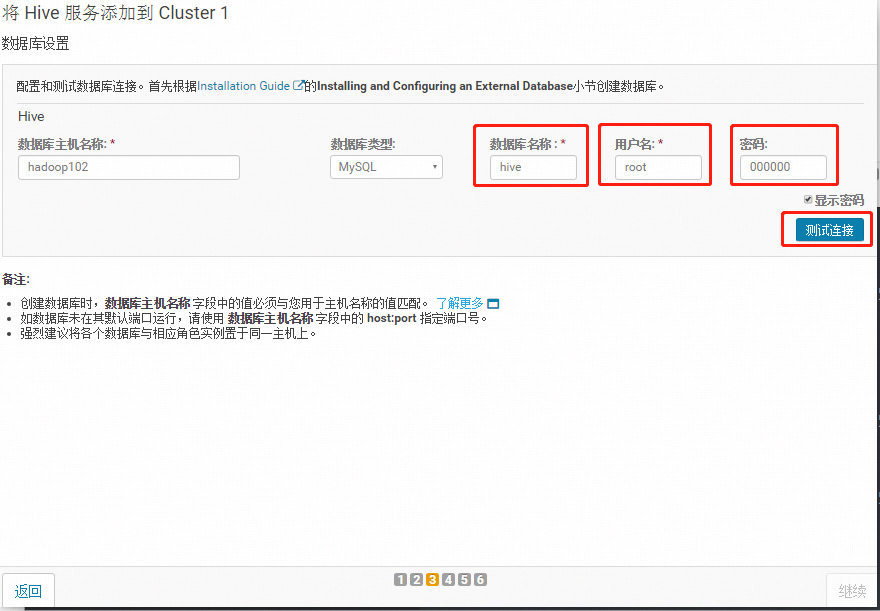 将 Hive 服务添加到 Cluster 1
数据库设置
配置和测试数据库连接。首先根据Installation Guide的Installing and Configuring an External Database小节创建数据库。
Hive
数据库主机名称: * 数据库类型: 数据库名称 : * 用户名: * 密码:
hadoop102 MySQL hive root 000000
显示密码
测试连接
备注:
创建数据库时，数据库主机名称 字段中的值必须与您用于主机名称的值匹配。 了解更多
如数据库未在其默认端口运行，请使用 数据库主机名称 字段中的 host:port 指定端口号。
强烈建议将各个数据库与相应角色实例置于同一主机上。
1 2 3 4 5 6
返回 继续